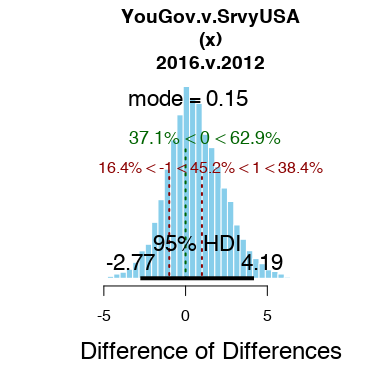 YouGov.v.SrvyUSA
(x)
2016.v.2012
mode = 0.15
37.1% < 0 < 62.9%
16.4% < -1 < 45.2% < 1 < 38.4%
95% HDI
-2.77 4.19
-5 0 5
Difference of Differences